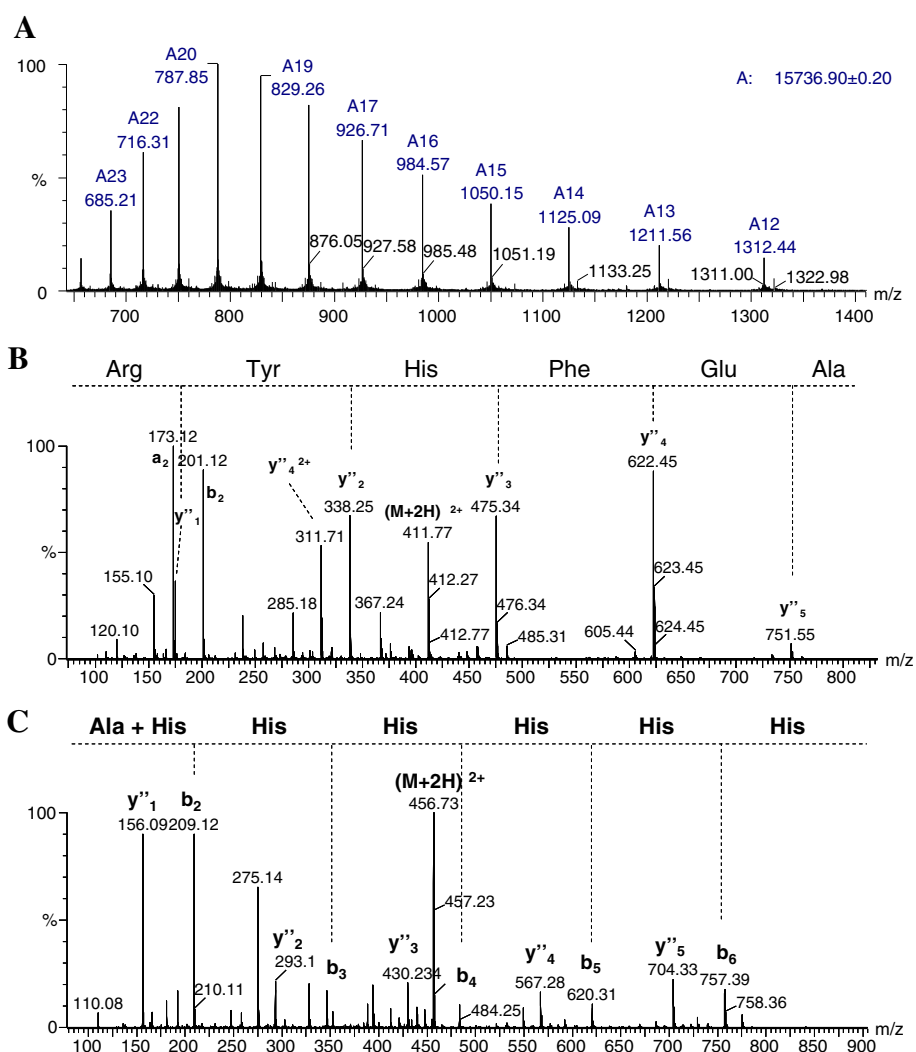 A
A20
787.85
A19
829.26
A: 15736.90±0.20
A22
716.31
A17
926.71
A16
984.57
A23
685.21
A15
1050.15
A14
1125.09
A13
1211.56
A12
1312.44
876.05
927.58
985.48
1051.19
1133.25
1311.00
1322.98
100
%
0
700 800 900 1000 1100 1200 1300 1400 m/z
B
Arg Tyr His Phe Glu Ala
100
%
0
173.12
a2
201.12
b2
y''1
y''4 2+
311.71
y''2
338.25
(M+2H) 2+
411.77
y''3
475.34
y''4
622.45
155.10
120.10
285.18
367.24
412.27
412.77
476.34
485.31
605.44
623.45
624.45
y''5
751.55
100 150 200 250 300 350 400 450 500 550 600 650 700 750 800 m/z
C
Ala + His His His His His His
100
%
0
y''1
156.09
b2
209.12
(M+2H) 2+
456.73
275.14
457.23
y''2
293.1
b3
y''3
430.234
b4
484.25
y''4
567.28
b5
620.31
y''5
704.33
b6
757.39
758.36
110.08
210.11
100 150 200 250 300 350 400 450 500 550 600 650 700 750 800 850 900 m/z